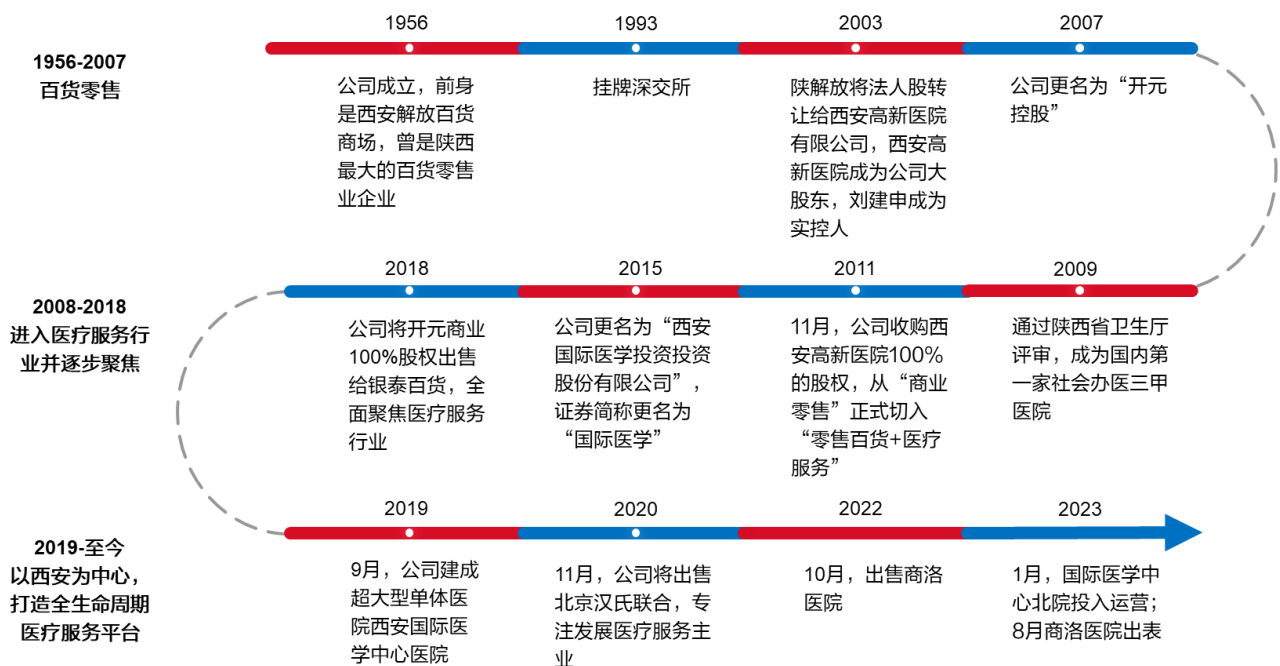 1956-2007
百货零售
1956
公司成立，前身
是西安解放百货
商场，曾是陕西
最大的百货零售
业企业
1993
挂牌深交所
2003
陕解放将法人股转
让给西安高新医院
有限公司，西安高
新医院成为公司大
股东，刘建申成为
实控人
2007
公司更名为“开元
控股”
2008-2018
进入医疗服务行
业并逐步聚焦
2018
公司将开元商业
100%股权出售
给银泰百货，全
面聚焦医疗服务
行业
2015
公司更名为“西安
国际医学投资投资
股份有限公司”，
证券简称更名为
“国际医学”
2011
11月，公司收购西
安高新医院100%
的股权，从“商业
零售”正式切入
“零售百货+医疗
服务”
2009
通过陕西省卫生厅
评审，成为国内第
一家社会办医三甲
医院
2019-至今
以西安为中心，
打造全生命周期
医疗服务平台
2019
9月，公司建成
超大型单体医
院西安国际医
学中心医院
2020
11月，公司将出售
北京汉氏联合，专
注发展医疗服务主
业
2022
10月，出售商洛
医院
2023
1月，国际医学中
心北院投入运营；
8月商洛医院出表